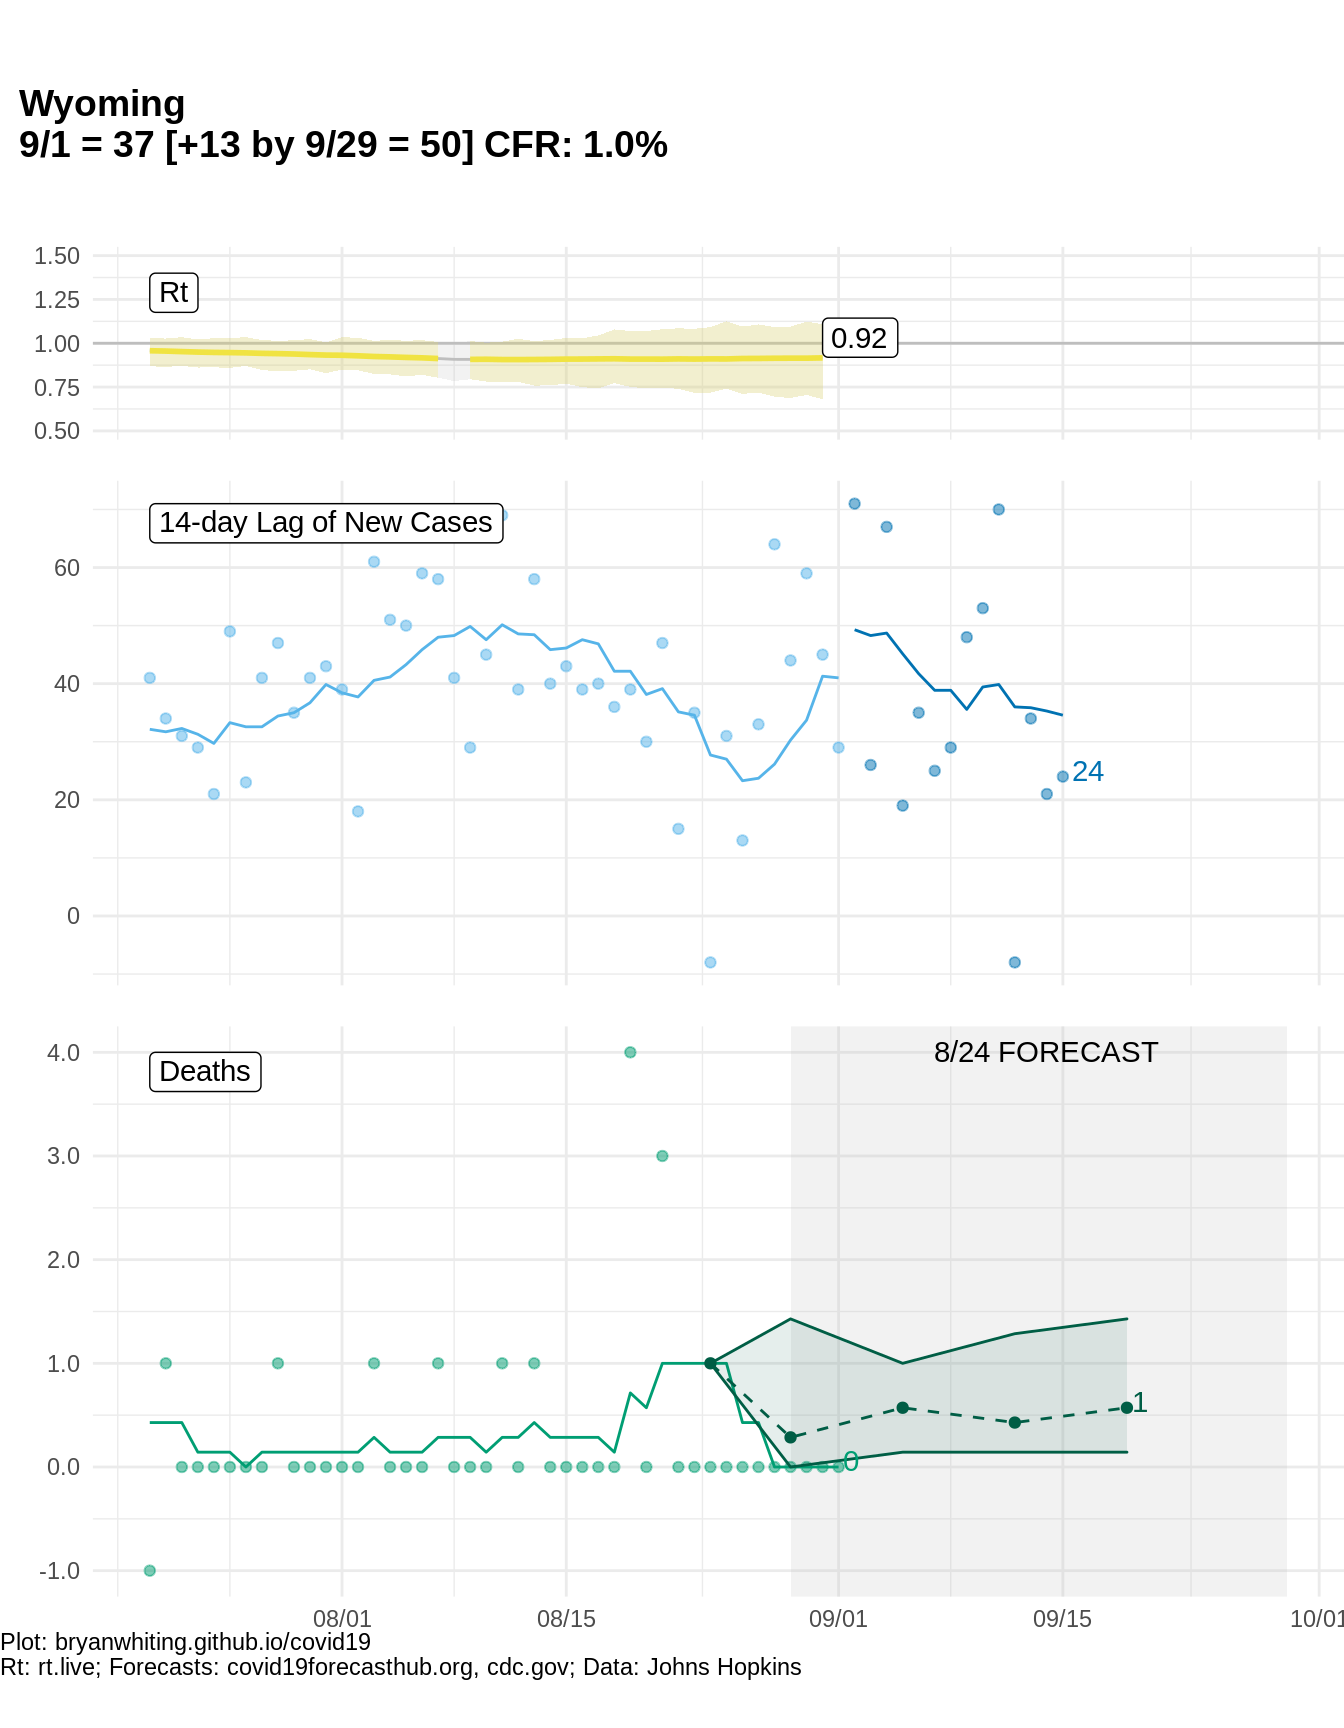 Wyoming
9/1 = 37 [+13 by 9/29 = 50] CFR: 1.0%
1.50
Rt
1.25
1.00
0.92
0.75
0.50
14-day Lag of New Cases
60
40
24
20
0
8/24 FORECAST
4.0
Deaths
3.0
2.0
1.0
1
0.0
0
-1.0
08/01 08/15 09/01 09/15 10/01
Plot: bryanwhiting.github.io/covid19
Rt: rt.live; Forecasts: covid19forecasthub.org, cdc.gov; Data: Johns Hopkins